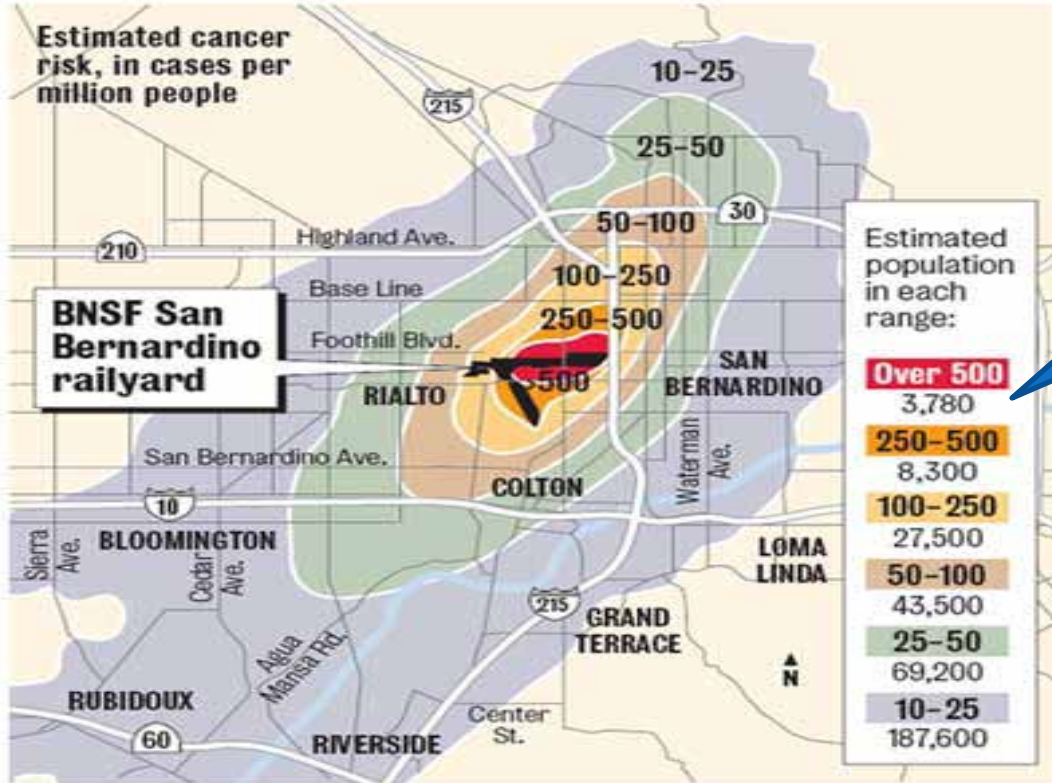 Estimated cancer
risk, in cases per
million people
10–25
215
25–50
50–100
30
210
Highland Ave.
100–250
Base Line
250–500
BNSF San
Bernardino
railyard
Foothill Blvd.
500
RIALTO
SAN
BERNARDINO
San Bernardino Ave.
Waterman
Ave.
COLTON
10
BLOOMINGTON
Sierra
Ave.
Cedar
Ave.
LOMA
LINDA
215
GRAND
TERRACE
Agua
Mansa Rd.
N
RUBIDOUX
Center
St.
60
RIVERSIDE
Estimated
population
in each
range:
Over 500
3,780
250–500
8,300
100–250
27,500
50–100
43,500
25–50
69,200
10–25
187,600